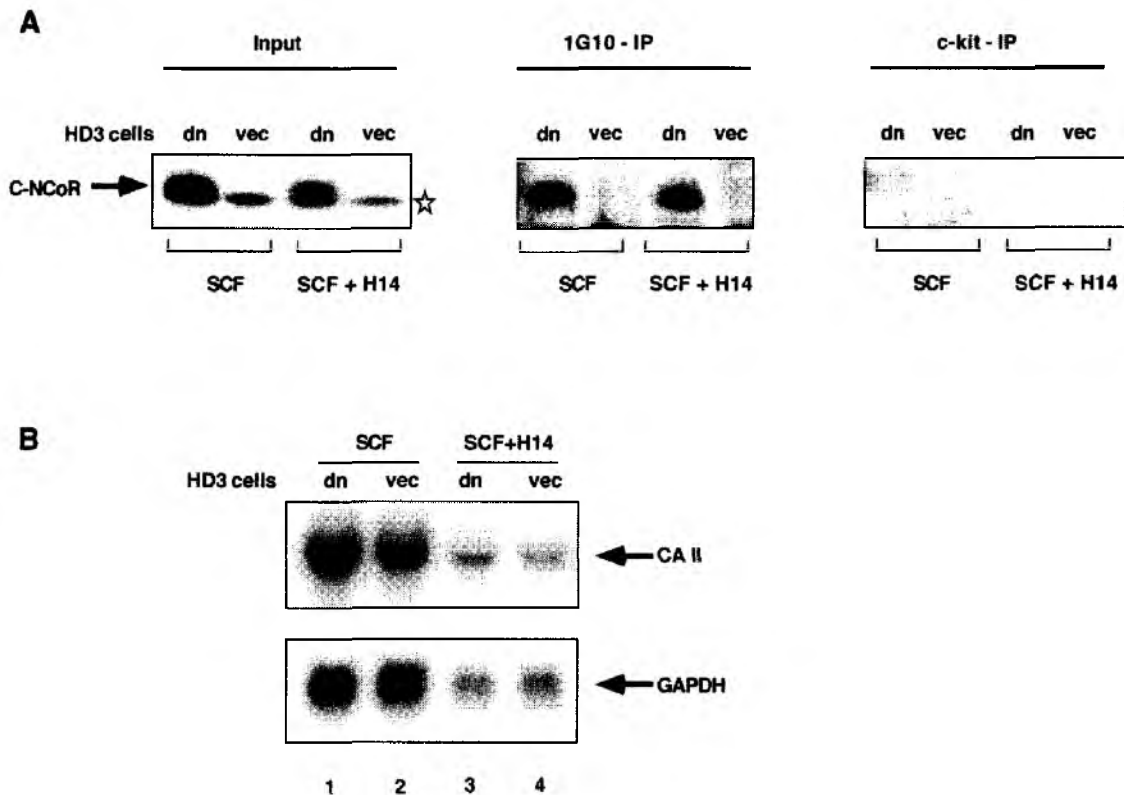 A
Input 1G10 - IP c-kit - IP
HD3 cells dn vec dn vec dn vec dn vec dn vec dn vec
C-NCoR
SCF SCF + H14 SCF SCF + H14 SCF SCF + H14
B
SCF SCF+H14
HD3 cells dn vec dn vec
CA II
GAPDH
1 2 3 4